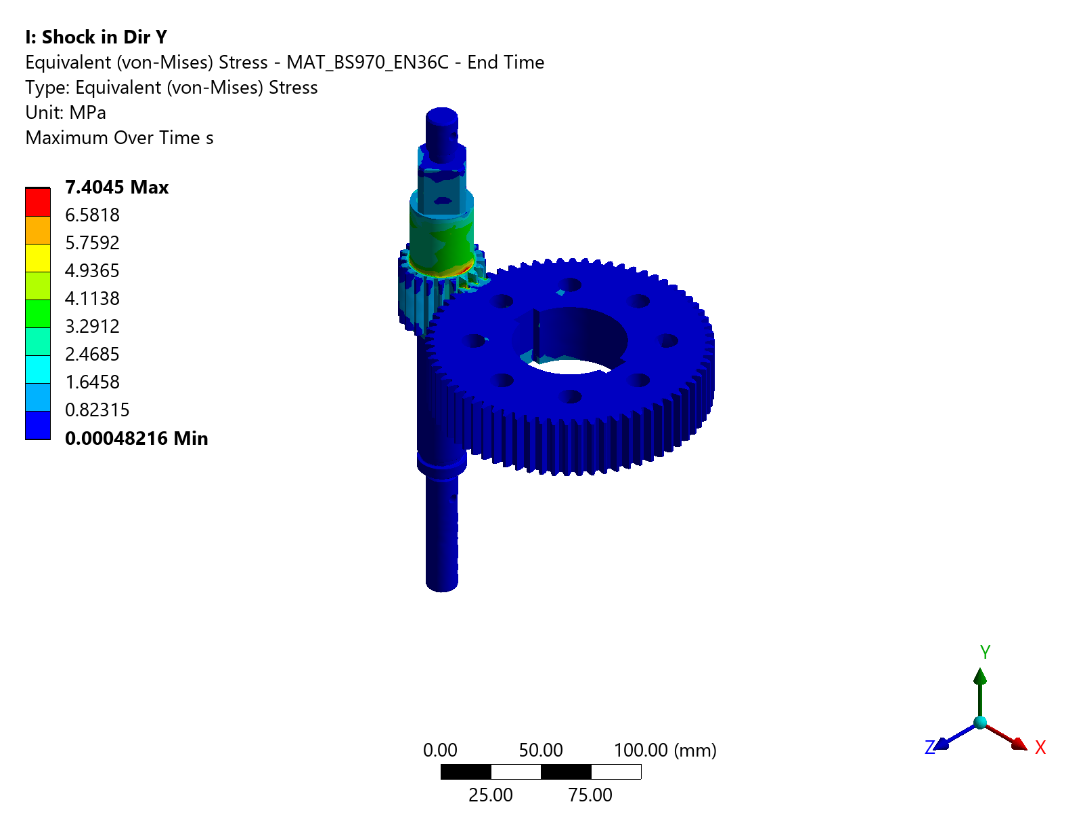 I: Shock in Dir Y
Equivalent (von-Mises) Stress - MAT_BS970_EN36C - End Time
Type: Equivalent (von-Mises) Stress
Unit: MPa
Maximum Over Time s
7.4045 Max
6.5818
5.7592
4.9365
4.1138
3.2912
2.4685
1.6458
0.82315
0.00048216 Min
Y
Z
X
0.00 50.00 100.00 (mm)
25.00 75.00